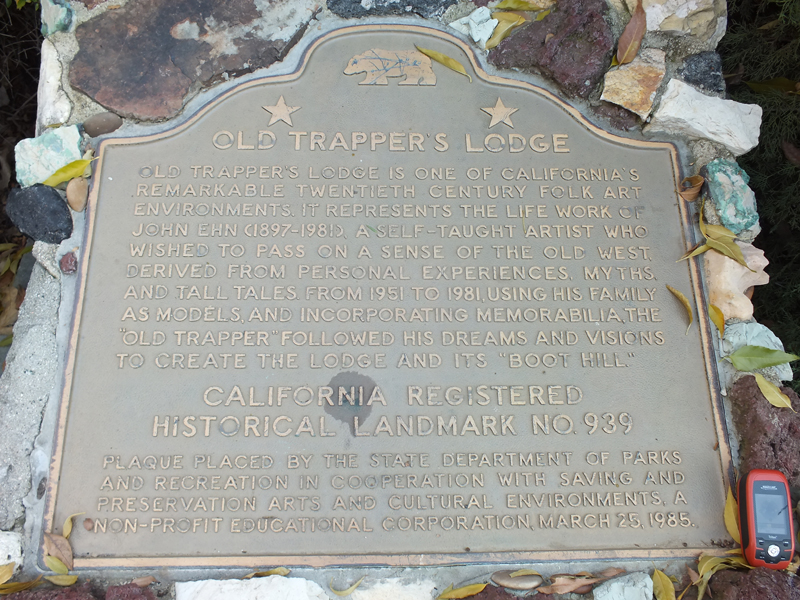 OLD TRAPPER'S LODGE
OLD TRAPPER'S LODGE IS ONE OF CALIFORNIA'S
REMARKABLE TWENTIETH CENTURY FOLK ART
ENVIRONMENTS. IT REPRESENTS THE LIFE WORK OF
JOHN EHN (1897-1981), A SELF-TAUGHT ARTIST WHO
WISHED TO PASS ON A SENSE OF THE OLD WEST,
DERIVED FROM PERSONAL EXPERIENCES, MYTHS,
AND TALL TALES. FROM 1951 TO 1981, USING HIS FAMILY
AS MODELS, AND INCORPORATING MEMORABILIA, THE
"OLD TRAPPER" FOLLOWED HIS DREAMS AND VISIONS
TO CREATE THE LODGE AND ITS "BOOT HILL."
CALIFORNIA REGISTERED
HISTORICAL LANDMARK NO. 939
PLAQUE PLACED BY THE STATE DEPARTMENT OF PARKS
AND RECREATION IN COOPERATION WITH SAVING AND
PRESERVATION ARTS AND CULTURAL ENVIRONMENTS, A
NON-PROFIT EDUCATIONAL CORPORATION, MARCH 25, 1985.